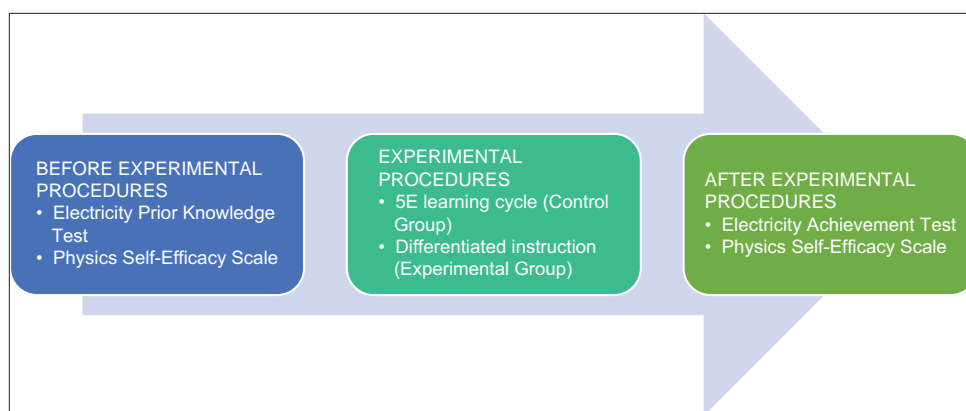 BEFORE EXPERIMENTAL
PROCEDURES
• Electricity Prior Knowledge
Test
• Physics Self-Efficacy Scale
EXPERIMENTAL
PROCEDURES
• 5E learning cycle (Control
Group)
• Differentiated instruction
(Experimental Group)
AFTER EXPERIMENTAL
PROCEDURES
• Electricity Achievement Test
• Physics Self-Efficacy Scale